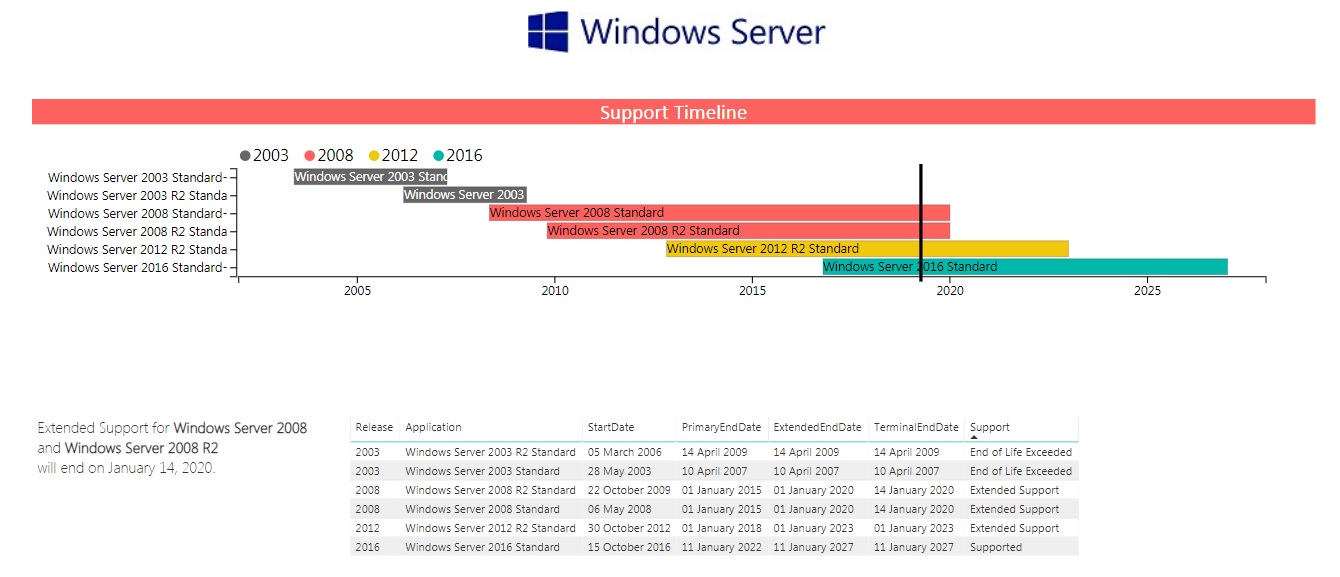 Windows Server
Support Timeline
2003 2008 2012 2016
Windows Server 2003 Standard- Windows Server 2003 Stand
Windows Server 2003 R2 Standa Windows Server 2003
Windows Server 2008 Standard- Windows Server 2008 Standard
Windows Server 2008 R2 Standa Windows Server 2008 R2 Standard
Windows Server 2012 R2 Standa Windows Server 2012 R2 Standard
Windows Server 2016 Standard- Windows Server 2016 Standard
2005 2010 2015 2020 2025
Extended Support for Windows Server 2008
and Windows Server 2008 R2
will end on January 14, 2020.
Release Application StartDate PrimaryEndDate ExtendedEndDate TerminalEndDate Support
2003 Windows Server 2003 R2 Standard 05 March 2006 14 April 2009 14 April 2009 14 April 2009 End of Life Exceeded
2003 Windows Server 2003 Standard 28 May 2003 10 April 2007 10 April 2007 10 April 2007 End of Life Exceeded
2008 Windows Server 2008 R2 Standard 22 October 2009 01 January 2015 01 January 2020 14 January 2020 Extended Support
2008 Windows Server 2008 Standard 06 May 2008 01 January 2015 01 January 2020 14 January 2020 Extended Support
2012 Windows Server 2012 R2 Standard 30 October 2012 01 January 2018 01 January 2023 01 January 2023 Extended Support
2016 Windows Server 2016 Standard 15 October 2016 11 January 2022 11 January 2027 11 January 2027 Supported